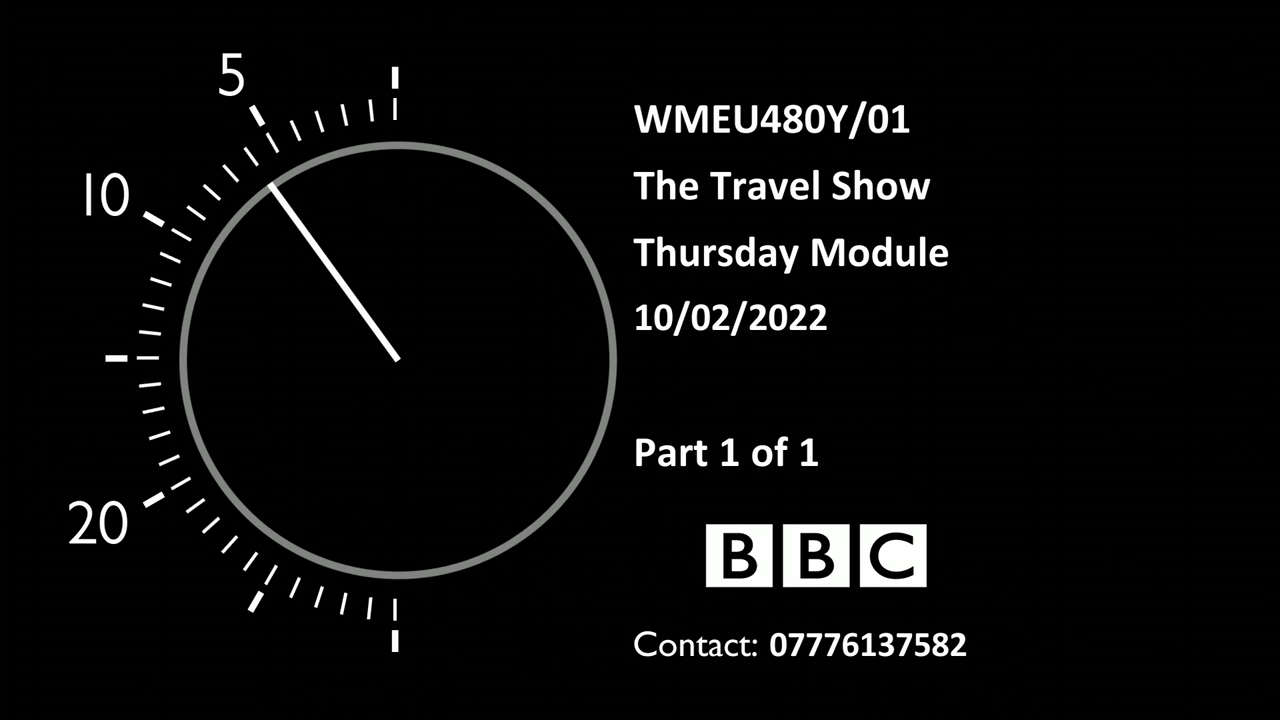 5
10
20
WMEU480Y/01
The Travel Show
Thursday Module
10/02/2022
Part 1 of 1
BBC
Contact: 07776137582